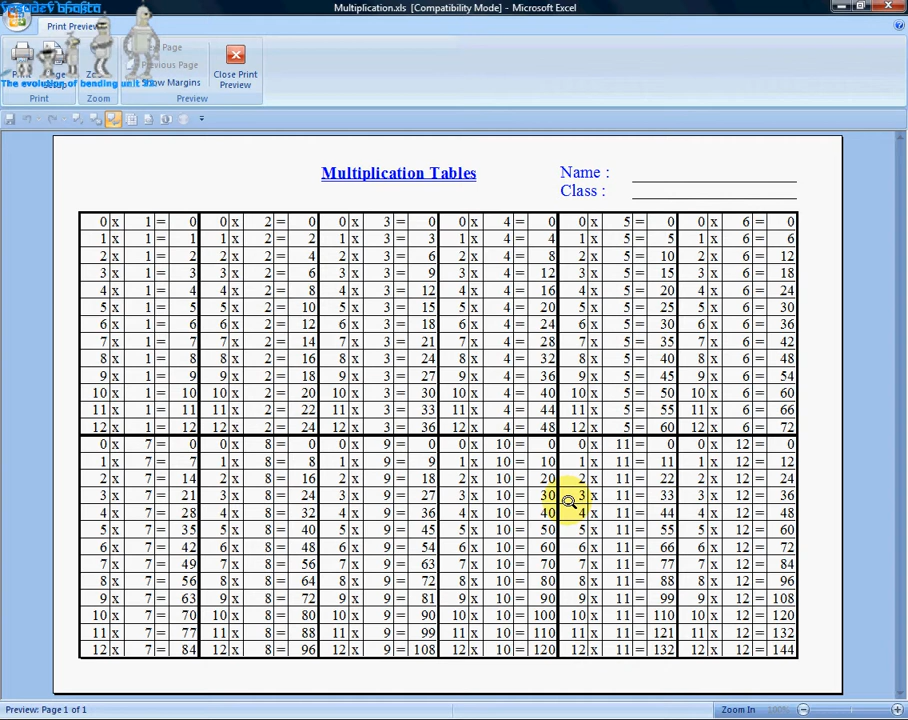 Multiplication.xls [Compatibility Mode] - Microsoft Excel
Print Preview
Page
Previous Page
Show Margins
Close Print
Preview
The evolution of bending unit
Print Zoom Preview
Multiplication Tables
Name :
Class :
0 x 1 = 0 0 x 2 = 0 0 x 3 = 0 0 x 4 = 0 0 x 5 = 0 0 x 6 = 0
1 x 1 = 1 1 x 2 = 2 1 x 3 = 3 1 x 4 = 4 1 x 5 = 5 1 x 6 = 6
2 x 1 = 2 2 x 2 = 4 2 x 3 = 6 2 x 4 = 8 2 x 5 = 10 2 x 6 = 12
3 x 1 = 3 3 x 2 = 6 3 x 3 = 9 3 x 4 = 12 3 x 5 = 15 3 x 6 = 18
4 x 1 = 4 4 x 2 = 8 4 x 3 = 12 4 x 4 = 16 4 x 5 = 20 4 x 6 = 24
5 x 1 = 5 5 x 2 = 10 5 x 3 = 15 5 x 4 = 20 5 x 5 = 25 5 x 6 = 30
6 x 1 = 6 6 x 2 = 12 6 x 3 = 18 6 x 4 = 24 6 x 5 = 30 6 x 6 = 36
7 x 1 = 7 7 x 2 = 14 7 x 3 = 21 7 x 4 = 28 7 x 5 = 35 7 x 6 = 42
8 x 1 = 8 8 x 2 = 16 8 x 3 = 24 8 x 4 = 32 8 x 5 = 40 8 x 6 = 48
9 x 1 = 9 9 x 2 = 18 9 x 3 = 27 9 x 4 = 36 9 x 5 = 45 9 x 6 = 54
10 x 1 = 10 10 x 2 = 20 10 x 3 = 30 10 x 4 = 40 10 x 5 = 50 10 x 6 = 60
11 x 1 = 11 11 x 2 = 22 11 x 3 = 33 11 x 4 = 44 11 x 5 = 55 11 x 6 = 66
12 x 1 = 12 12 x 2 = 24 12 x 3 = 36 12 x 4 = 48 12 x 5 = 60 12 x 6 = 72
0 x 7 = 0 0 x 8 = 0 0 x 9 = 0 0 x 10 = 0 0 x 11 = 0 0 x 12 = 0
1 x 7 = 7 1 x 8 = 8 1 x 9 = 9 1 x 10 = 10 1 x 11 = 11 1 x 12 = 12
2 x 7 = 14 2 x 8 = 16 2 x 9 = 18 2 x 10 = 20 2 x 11 = 22 2 x 12 = 24
3 x 7 = 21 3 x 8 = 24 3 x 9 = 27 3 x 10 = 30 3 x 11 = 33 3 x 12 = 36
4 x 7 = 28 4 x 8 = 32 4 x 9 = 36 4 x 10 = 40 4 x 11 = 44 4 x 12 = 48
5 x 7 = 35 5 x 8 = 40 5 x 9 = 45 5 x 10 = 50 5 x 11 = 55 5 x 12 = 60
6 x 7 = 42 6 x 8 = 48 6 x 9 = 54 6 x 10 = 60 6 x 11 = 66 6 x 12 = 72
7 x 7 = 49 7 x 8 = 56 7 x 9 = 63 7 x 10 = 70 7 x 11 = 77 7 x 12 = 84
8 x 7 = 56 8 x 8 = 64 8 x 9 = 72 8 x 10 = 80 8 x 11 = 88 8 x 12 = 96
9 x 7 = 63 9 x 8 = 72 9 x 9 = 81 9 x 10 = 90 9 x 11 = 99 9 x 12 = 108
10 x 7 = 70 10 x 8 = 80 10 x 9 = 90 10 x 10 = 100 10 x 11 = 110 10 x 12 = 120
11 x 7 = 77 11 x 8 = 88 11 x 9 = 99 11 x 10 = 110 11 x 11 = 121 11 x 12 = 132
12 x 7 = 84 12 x 8 = 96 12 x 9 = 108 12 x 10 = 120 12 x 11 = 132 12 x 12 = 144
Preview: Page 1 of 1 Zoom In 100%